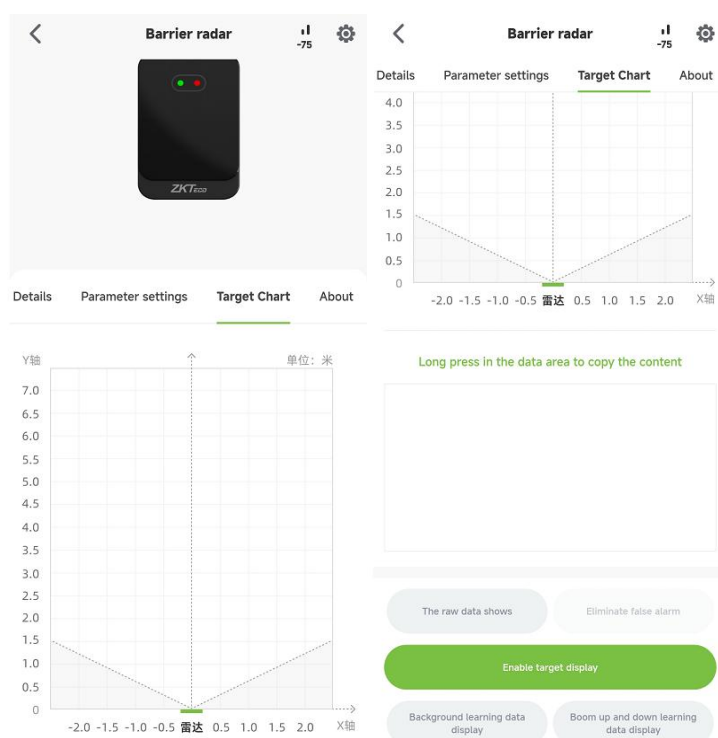 Barrier radar
-75
ZKTeco
Details Parameter settings Target Chart About
Y轴 单位：米
7.0
6.5
6.0
5.5
5.0
4.5
4.0
3.5
3.0
2.5
2.0
1.5
1.0
0.5
0
-2.0 -1.5 -1.0 -0.5 雷达 0.5 1.0 1.5 2.0 X轴
Barrier radar
-75
Details Parameter settings Target Chart About
4.0
3.5
3.0
2.5
2.0
1.5
1.0
0.5
0
-2.0 -1.5 -1.0 -0.5 雷达 0.5 1.0 1.5 2.0 X轴
Long press in the data area to copy the content
The raw data shows
Eliminate false alarm
Enable target display
Background learning data
display
Boom up and down learning
data display